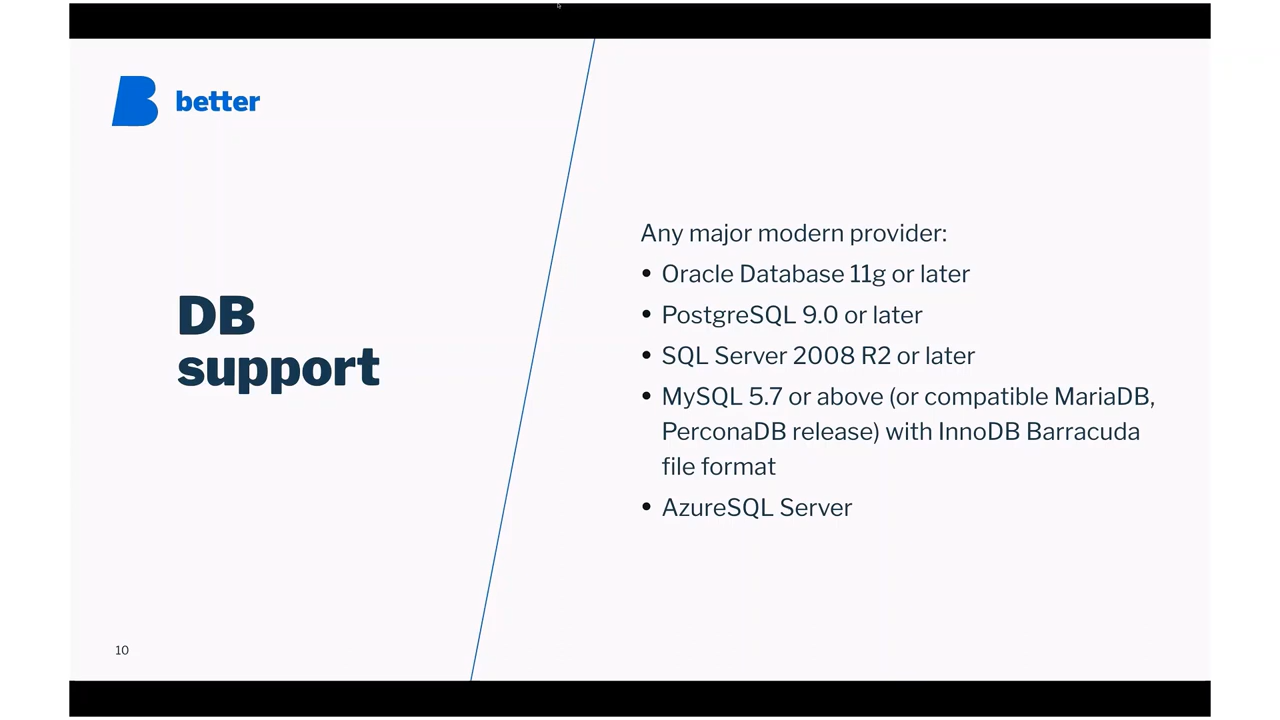 better
DB
support
Any major modern provider:
• Oracle Database 11g or later
• PostgreSQL 9.0 or later
• SQL Server 2008 R2 or later
• MySQL 5.7 or above (or compatible MariaDB,
PerconaDB release) with InnoDB Barracuda
file format
• AzureSQL Server
10